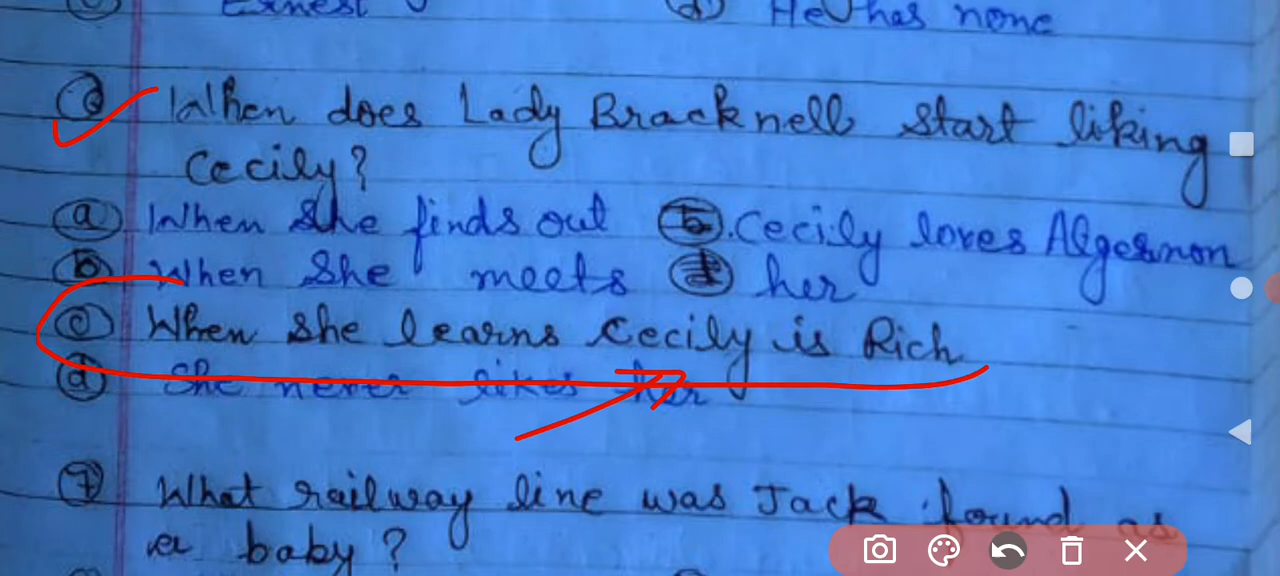 Ernest (d) He has none
When does Lady Bracknell start liking
Cecily?
(a) When she finds out Cecily loves Algernon
(b) When she meets her
(c) When she learns Cecily is Rich
(d) She never likes her
(7) What railway line was Jack found as
a baby?